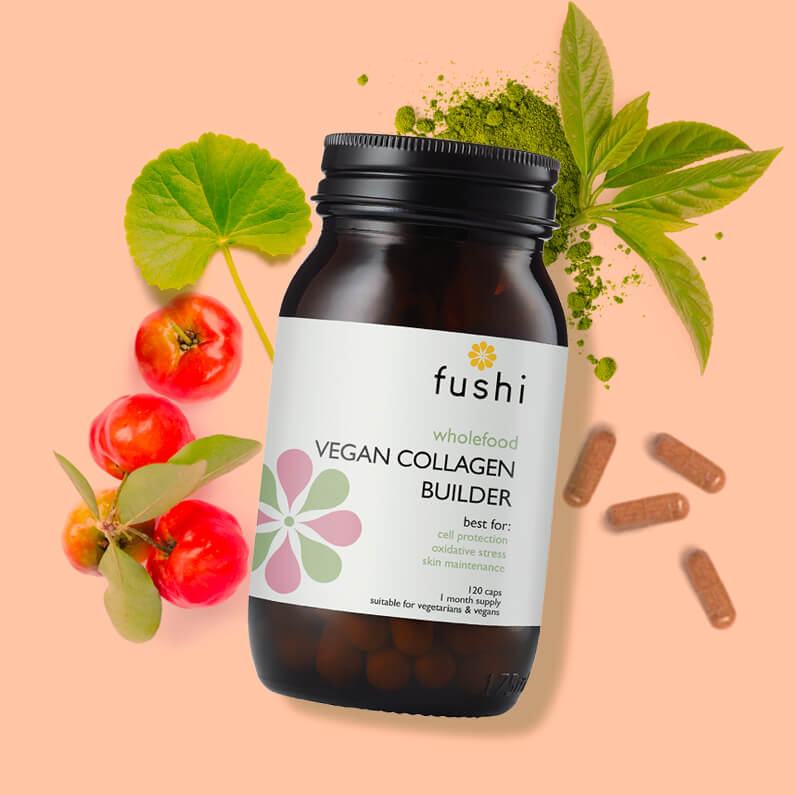 fushi
wholefood
VEGAN COLLAGEN
BUILDER
best for:
cell protection
oxidative stress
skin maintenance
120 caps
1 month supply
suitable for vegetarians & vegans